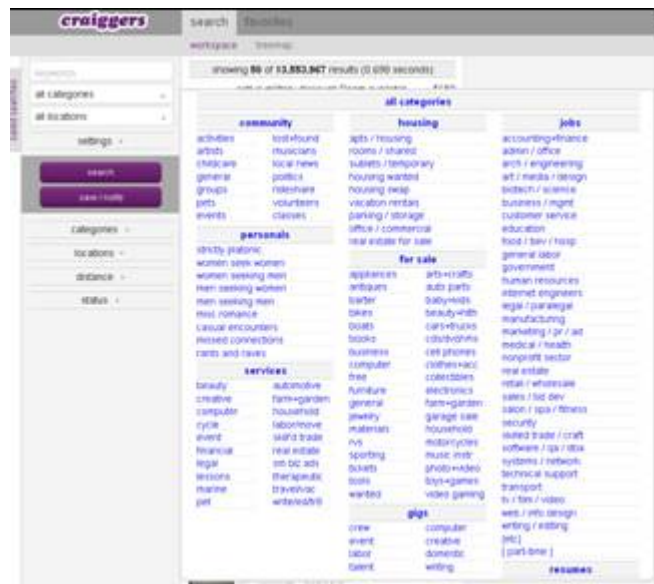 craiggers
search favorites
workspace treemap
showing 96 of 13,553,967 results (0.690 seconds)
all categories
all locations
settings
search
categories
locations
distance
status
all categories
community
activities lost+found
artists musicians
childcare local news
general politics
groups rideshare
pets volunteers
events classes
personals
strictly platonic
women seek women
women seeking men
men seeking women
men seeking men
misc romance
casual encounters
missed connections
rants and raves
services
beauty automotive
creative farm+garden
computer household
cycle labor/move
event skill'd trade
financial real estate
legal sm biz ads
lessons therapeutic
marine travel/vac
pet write/ed/tr8
housing
apts / housing
rooms / shared
sublets / temporary
housing wanted
housing swap
vacation rentals
parking / storage
office / commercial
real estate for sale
for sale
appliances arts+crafts
antiques auto parts
barter baby+kids
bikes beauty+hlth
boats cars+trucks
books cds/dvd/vhs
business cell phones
computer clothes+acc
free collectibles
furniture electronics
general farm+garden
jewelry garage sale
materials household
rvs motorcycles
sporting music instr
tickets photo+video
tools toys+games
wanted video gaming
gigs
crew computer
event creative
labor domestic
talent writing
jobs
accounting+finance
admin / office
arch / engineering
art / media / design
biotech / science
business / mgmt
customer service
education
food / bev / hosp
general labor
government
human resources
internet engineers
legal / paralegal
manufacturing
marketing / pr / ad
medical / health
nonprofit sector
real estate
retail / wholesale
sales / biz dev
salon / spa / fitness
security
skilled trade / craft
software / qa / dba
systems / network
technical support
transport
tv / film / video
web / info design
writing / editing
[etc]
[ part-time ]
resumes